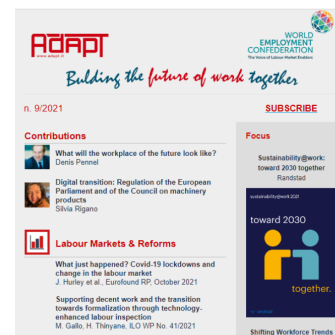 ADAPT
www.adapt.it
WORLD
EMPLOYMENT
CONFEDERATION
The Voice of Labour Market Enablers
Bulding the future of work together
n. 9/2021
SUBSCRIBE
Contributions
What will the workplace of the future look like?
Denis Pennel
Digital transition: Regulation of the European
Parliament and of the Council on machinery
products
Silvia Rigano
Labour Markets & Reforms
What just happened? Covid-19 lockdowns and
change in the labour market
J. Hurley et al., Eurofound RP, October 2021
Supporting decent work and the transition
towards formalization through technology-
enhanced labour inspection
M. Gallo, H. Thinyane, ILO WP No. 41/2021
Focus
Sustainability@work:
toward 2030 together
Randstad
sustainability@work 2021
toward 2030
together.
Shifting Workforce Trends